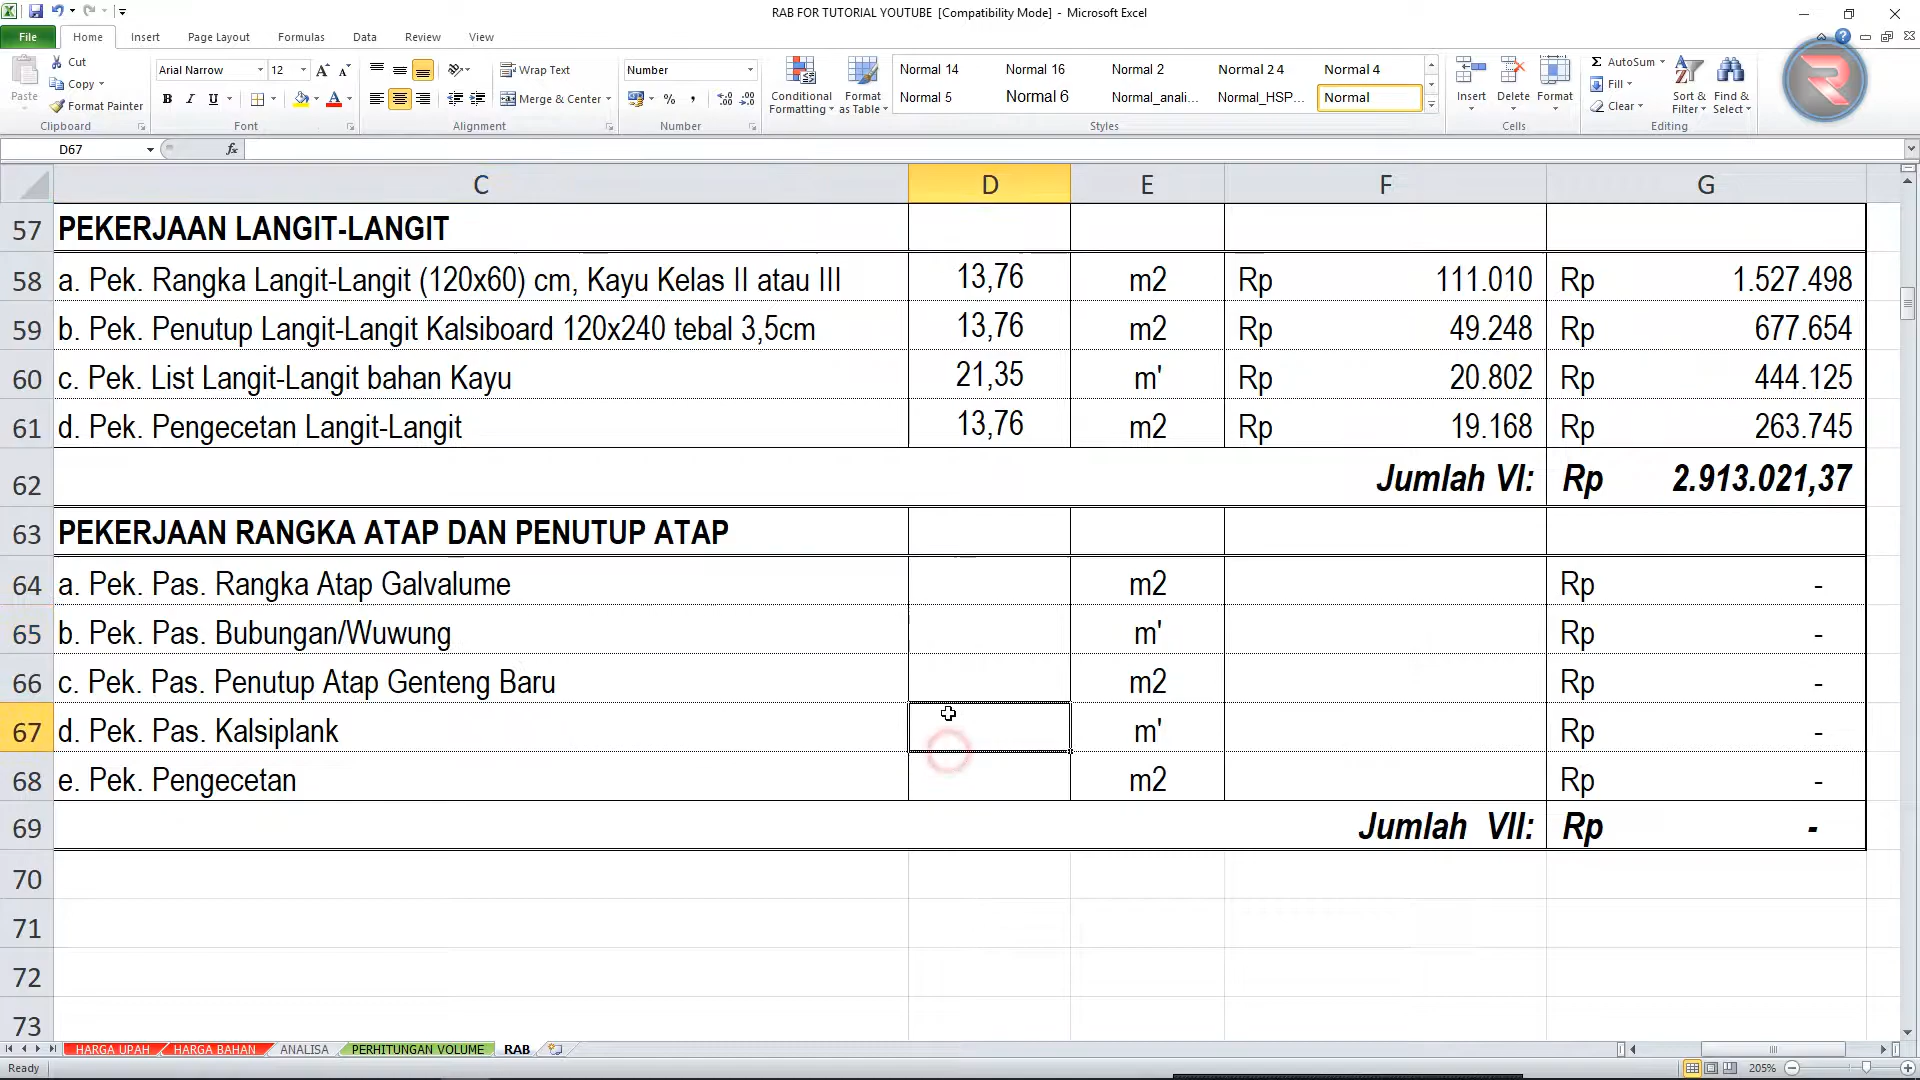 RAB FOR TUTORIAL YOUTUBE [Compatibility Mode] - Microsoft Excel
File Home Insert Page Layout Formulas Data Review View
Paste
Cut
Copy
Format Painter
Clipboard
Arial Narrow 12
B I U
Font
Wrap Text
Merge & Center
Alignment
Number
% ,
Number
Conditional Formatting
Format as Table
Normal 14 Normal 16 Normal 2 Normal 2 4 Normal 4
Normal 5 Normal 6 Normal_anali... Normal_HSP... Normal
Styles
Insert Delete Format
Cells
AutoSum
Fill
Clear
Sort & Filter
Find & Select
Editing
D67 fx
C D E F G
57 PEKERJAAN LANGIT-LANGIT
58 a. Pek. Rangka Langit-Langit (120x60) cm, Kayu Kelas II atau III 13,76 m2 Rp 111.010 Rp 1.527.498
59 b. Pek. Penutup Langit-Langit Kalsiboard 120x240 tebal 3,5cm 13,76 m2 Rp 49.248 Rp 677.654
60 c. Pek. List Langit-Langit bahan Kayu 21,35 m' Rp 20.802 Rp 444.125
61 d. Pek. Pengecetan Langit-Langit 13,76 m2 Rp 19.168 Rp 263.745
62 Jumlah VI: Rp 2.913.021,37
63 PEKERJAAN RANGKA ATAP DAN PENUTUP ATAP
64 a. Pek. Pas. Rangka Atap Galvalume m2 Rp -
65 b. Pek. Pas. Bubungan/Wuwung m' Rp -
66 c. Pek. Pas. Penutup Atap Genteng Baru m2 Rp -
67 d. Pek. Pas. Kalsiplank m' Rp -
68 e. Pek. Pengecetan m2 Rp -
69 Jumlah VII: Rp -
70
71
72
73
HARGA UPAH HARGA BAHAN ANALISA PERHITUNGAN VOLUME RAB
Ready 205%